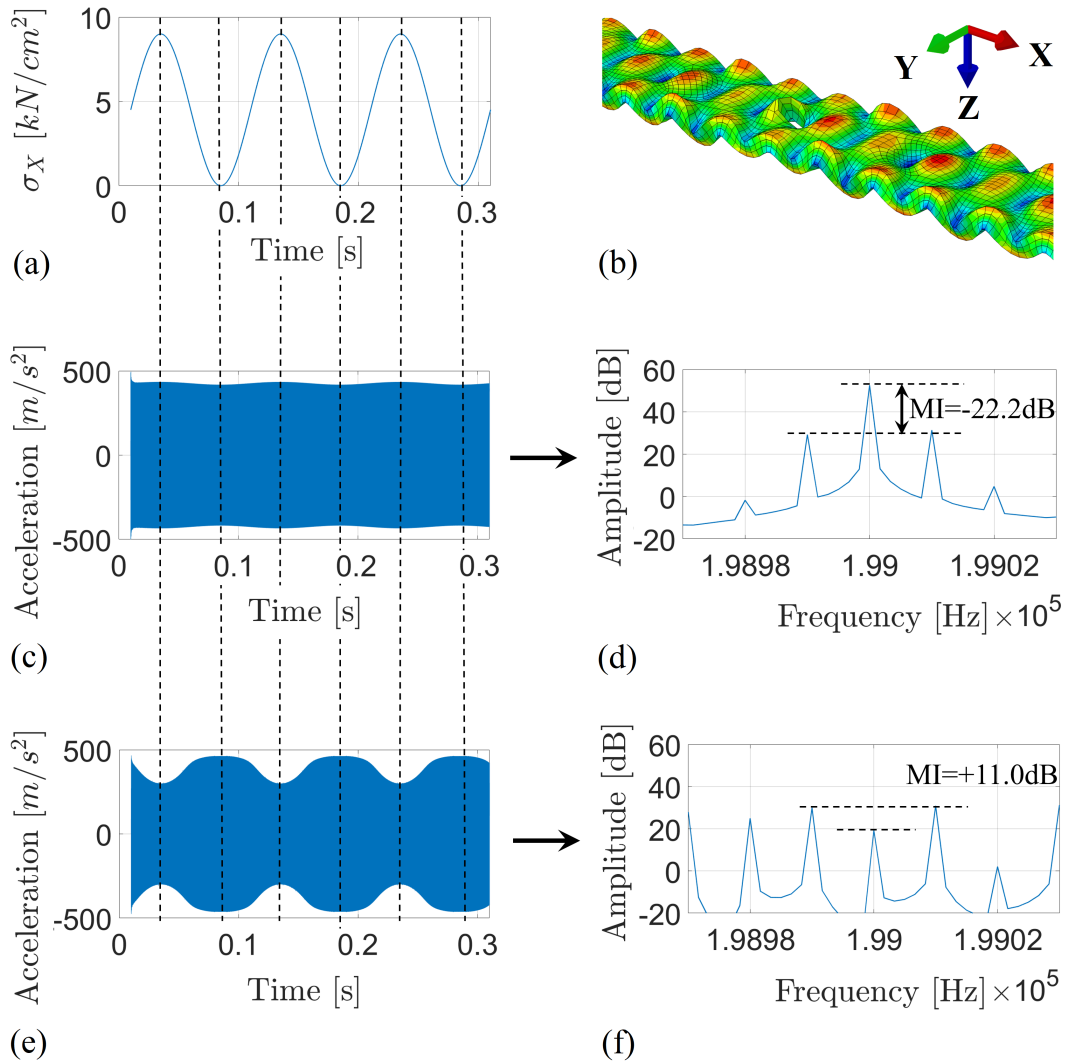 10
5
0
σ_X [kN/cm²]
0 0.1 0.2 0.3
Time [s]
(a)
Y X
Z
(b)
500
0
-500
Acceleration [m/s²]
0 0.1 0.2 0.3
Time [s]
(c)
60
40
20
0
-20
Amplitude [dB]
MI=-22.2dB
1.9898 1.99 1.9902
Frequency [Hz]×10⁵
(d)
500
0
-500
Acceleration [m/s²]
0 0.1 0.2 0.3
Time [s]
(e)
60
40
20
0
-20
Amplitude [dB]
MI=+11.0dB
1.9898 1.99 1.9902
Frequency [Hz]×10⁵
(f)